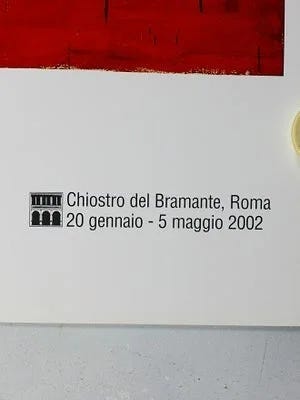 Chiostro del Bramante, Roma
20 gennaio - 5 maggio 2002